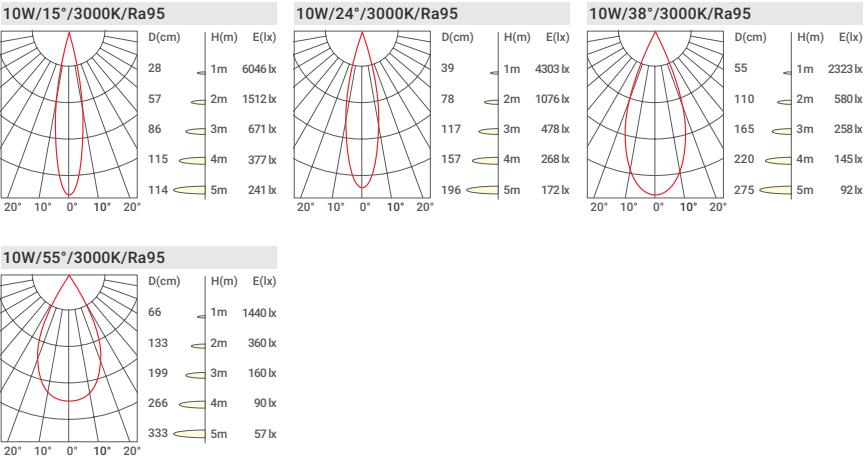 10W/15°/3000K/Ra95
D(cm) H(m) E(lx)
28 1m 6046 lx
57 2m 1512 lx
86 3m 671 lx
115 4m 377 lx
114 5m 241 lx
20° 10° 0° 10° 20°
10W/24°/3000K/Ra95
D(cm) H(m) E(lx)
39 1m 4303 lx
78 2m 1076 lx
117 3m 478 lx
157 4m 268 lx
196 5m 172 lx
20° 10° 0° 10° 20°
10W/38°/3000K/Ra95
D(cm) H(m) E(lx)
55 1m 2323 lx
110 2m 580 lx
165 3m 258 lx
220 4m 145 lx
275 5m 92 lx
20° 10° 0° 10° 20°
10W/55°/3000K/Ra95
D(cm) H(m) E(lx)
66 1m 1440 lx
133 2m 360 lx
199 3m 160 lx
266 4m 90 lx
333 5m 57 lx
20° 10° 0° 10° 20°